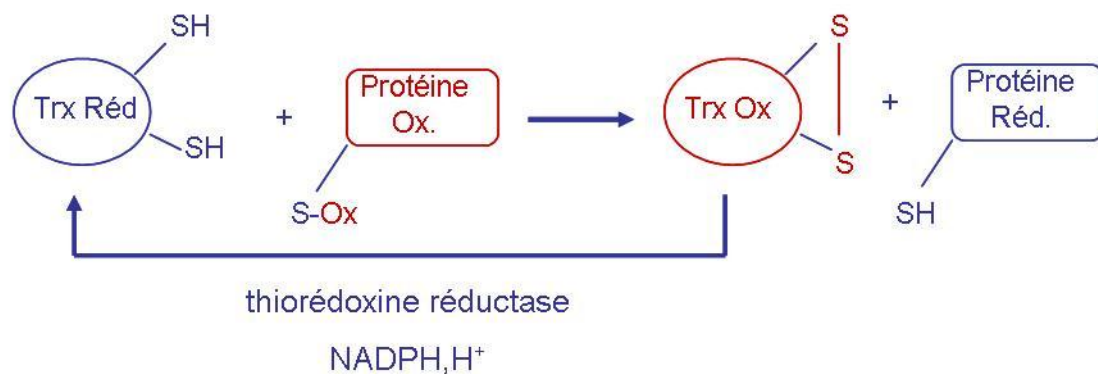 SH
Trx Réd
SH
+
Protéine
Ox.
S-Ox
S
Trx Ox
S
+
Protéine
Réd.
SH
thiorédoxine réductase
NADPH,H⁺